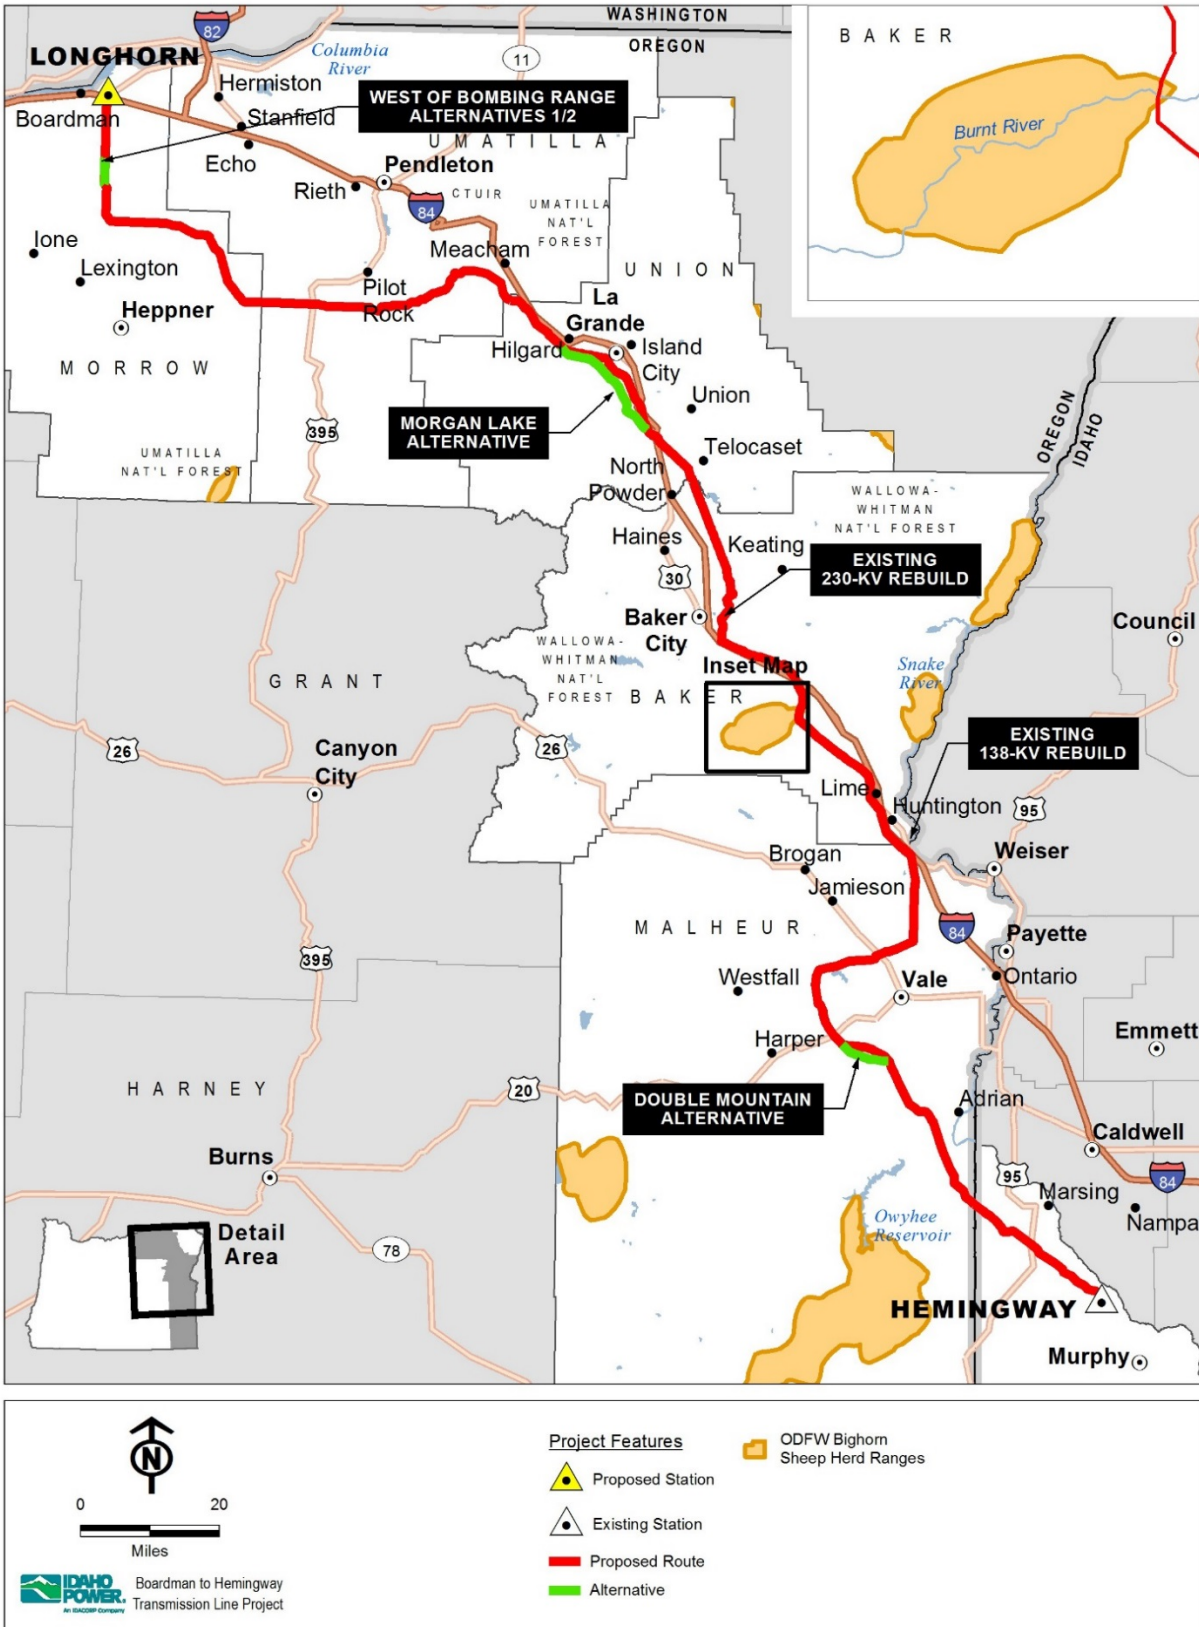 WASHINGTON
OREGON
82
LONGHORN
Columbia
River
11
Hermiston
Boardman
Stanfield
Echo
WEST OF BOMBING RANGE
ALTERNATIVES 1/2
UMATILLA
Pendleton
Rieth
CTUIR
84
UMATILLA
NAT'L
FOREST
Meacham
UNION
Ione
Lexington
Heppner
Pilot
Rock
La
Grande
Hilgard
Island
City
MORROW
Union
MORGAN LAKE
ALTERNATIVE
395
Telocaset
UMATILLA
NAT'L FOREST
North
Powder
WALLOWA-
WHITMAN
NAT'L FOREST
OREGON
IDAHO
Haines
Keating
30
EXISTING
230-KV REBUILD
Baker
City
Council
WALLOWA-
WHITMAN
NAT'L
FOREST
Inset Map
BAKER
Snake
River
GRANT
26
Canyon
City
26
EXISTING
138-KV REBUILD
Lime
Huntington
95
Weiser
Brogan
Jamieson
MALHEUR
84
Payette
395
Westfall
Vale
Ontario
Harper
Emmett
HARNEY
20
DOUBLE MOUNTAIN
ALTERNATIVE
Adrian
Caldwell
Burns
95
84
Marsing
Nampa
Detail
Area
78
Owyhee
Reservoir
HEMINGWAY
Murphy
BAKER
Burnt River
N
0 20
Miles
IDAHO
POWER.
An IDACORP Company
Boardman to Hemingway
Transmission Line Project
Project Features
Proposed Station
Existing Station
Proposed Route
Alternative
ODFW Bighorn
Sheep Herd Ranges